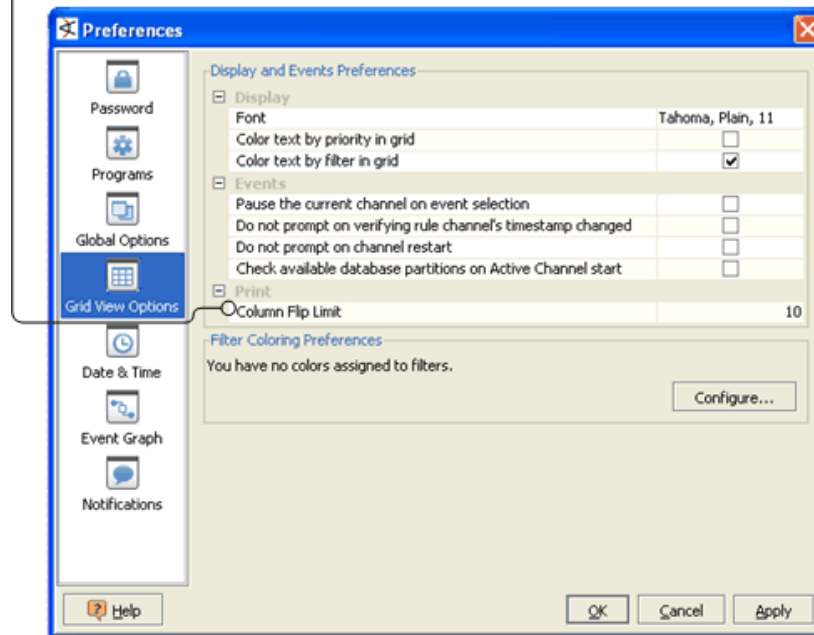 Preferences
Password
Programs
Global Options
Grid View Options
Date & Time
Event Graph
Notifications
Display and Events Preferences
Display
Font Tahoma, Plain, 11
Color text by priority in grid
Color text by filter in grid
Events
Pause the current channel on event selection
Do not prompt on verifying rule channel's timestamp changed
Do not prompt on channel restart
Check available database partitions on Active Channel start
Print
Column Flip Limit 10
Filter Coloring Preferences
You have no colors assigned to filters.
Configure...
Help
OK
Cancel
Apply